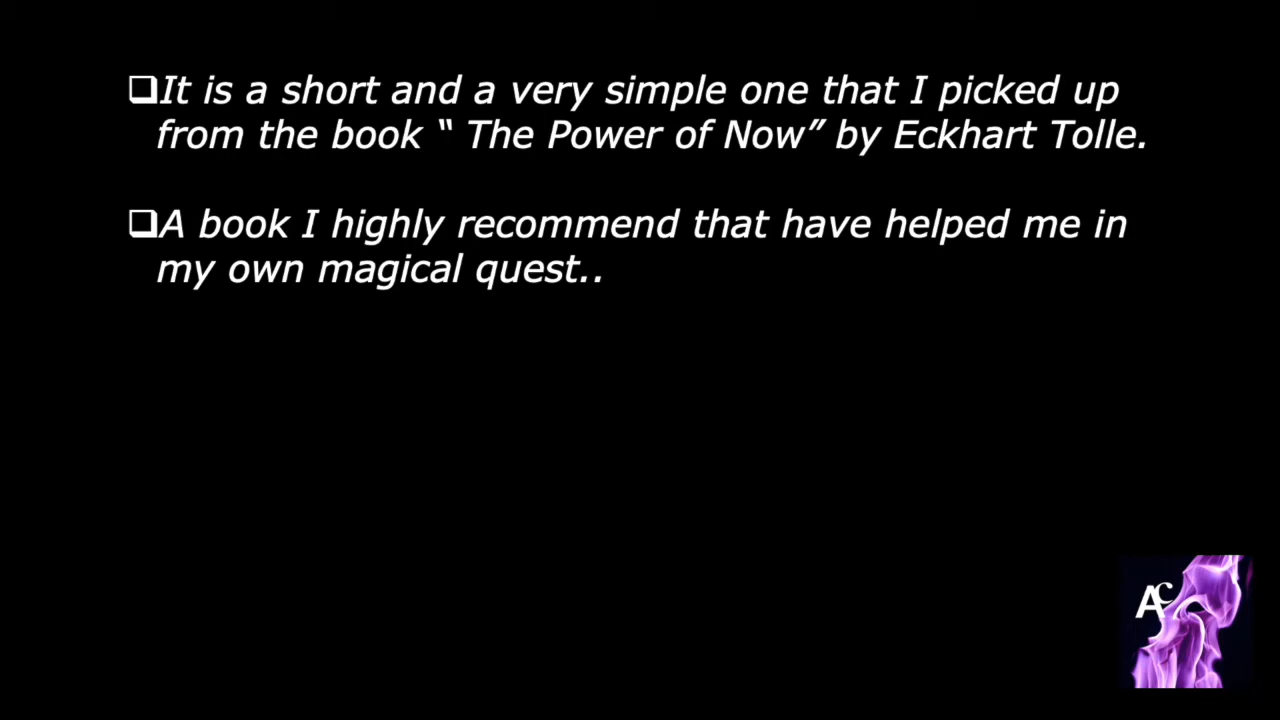 ❑It is a short and a very simple one that I picked up
from the book “ The Power of Now” by Eckhart Tolle.
❑A book I highly recommend that have helped me in
my own magical quest..
Ac